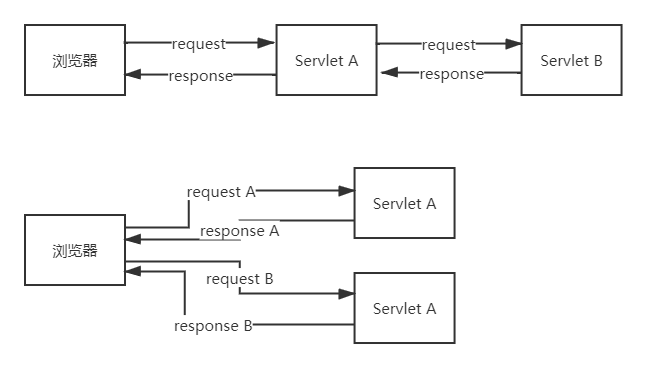 浏览器
request
response
Servlet A
request
response
Servlet B
浏览器
request A
response A
Servlet A
request B
response B
Servlet A